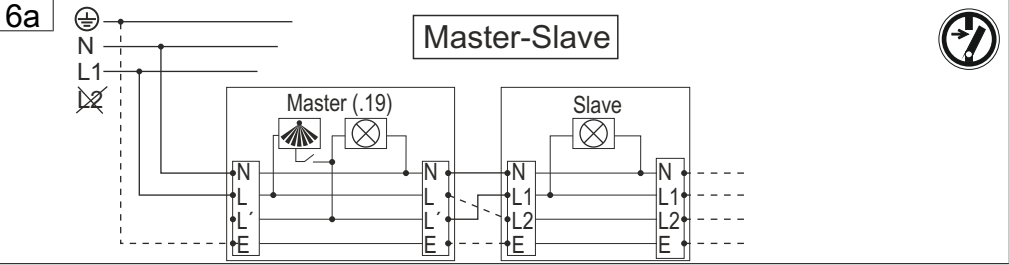 6a
N
Master-Slave
L1
L2
Master (.19)
Slave
N N N N
L L L1 L1
L´ L´ L2 L2
E E E E